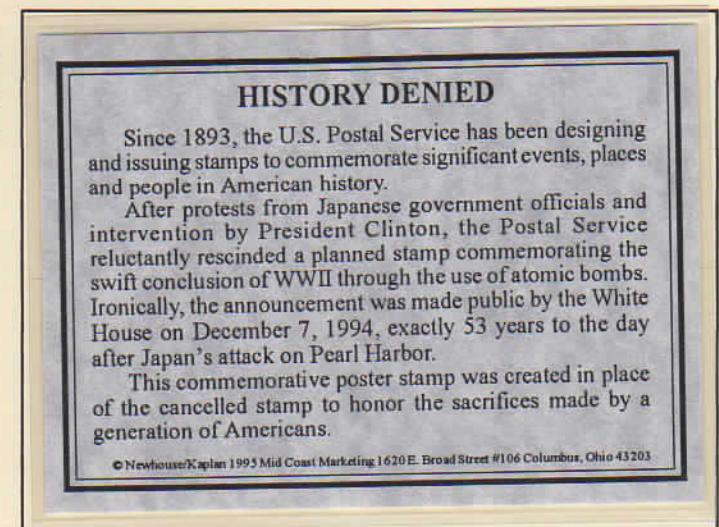 HISTORY DENIED
Since 1893, the U.S. Postal Service has been designing
and issuing stamps to commemorate significant events, places
and people in American history.
After protests from Japanese government officials and
intervention by President Clinton, the Postal Service
reluctantly rescinded a planned stamp commemorating the
swift conclusion of WWII through the use of atomic bombs.
Ironically, the announcement was made public by the White
House on December 7, 1994, exactly 53 years to the day
after Japan's attack on Pearl Harbor.
This commemorative poster stamp was created in place
of the cancelled stamp to honor the sacrifices made by a
generation of Americans.
© Newhouse/Kaplan 1995 Mid Coast Marketing 1620 E. Broad Street #106 Columbus, Ohio 43203